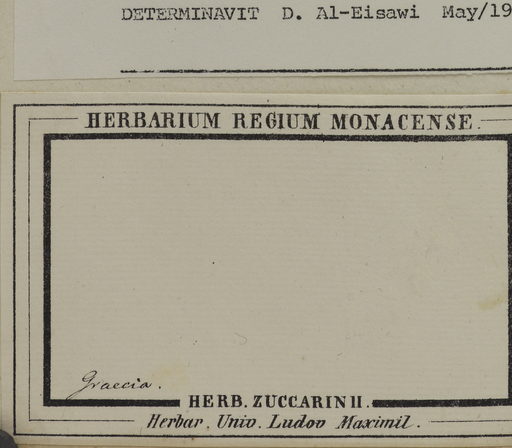 DETERMINAVIT D. Al-Eisawi May/19
HERBARIUM REGIUM MONACENSE.
Graecia.
HERB. ZUCCARINII.
Herbar. Univ. Ludov Maximil.